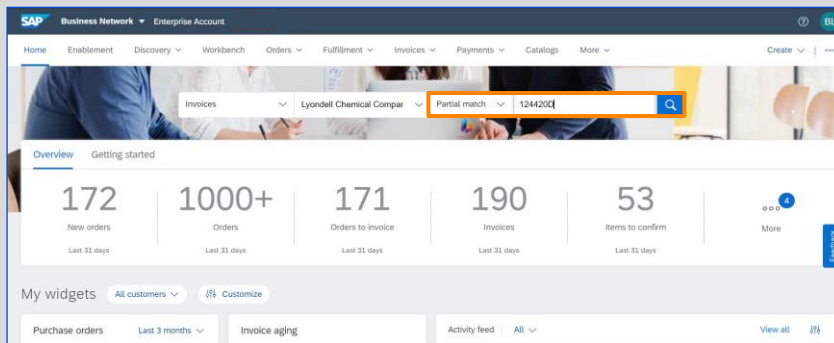 SAP Business Network Enterprise Account BL
Home Enablement Discovery Workbench Orders Fulfillment Invoices Payments Catalogs More Create
Invoices Lyondell Chemical Compar Partial match 124420D
Overview Getting started
172 1000+ 171 190 53 4
New orders Orders Orders to invoice Invoices Items to confirm More
Last 31 days Last 31 days Last 31 days Last 31 days Last 31 days
Feedback
My widgets All customers Customize
Purchase orders Last 3 months Invoice aging Activity feed All View all